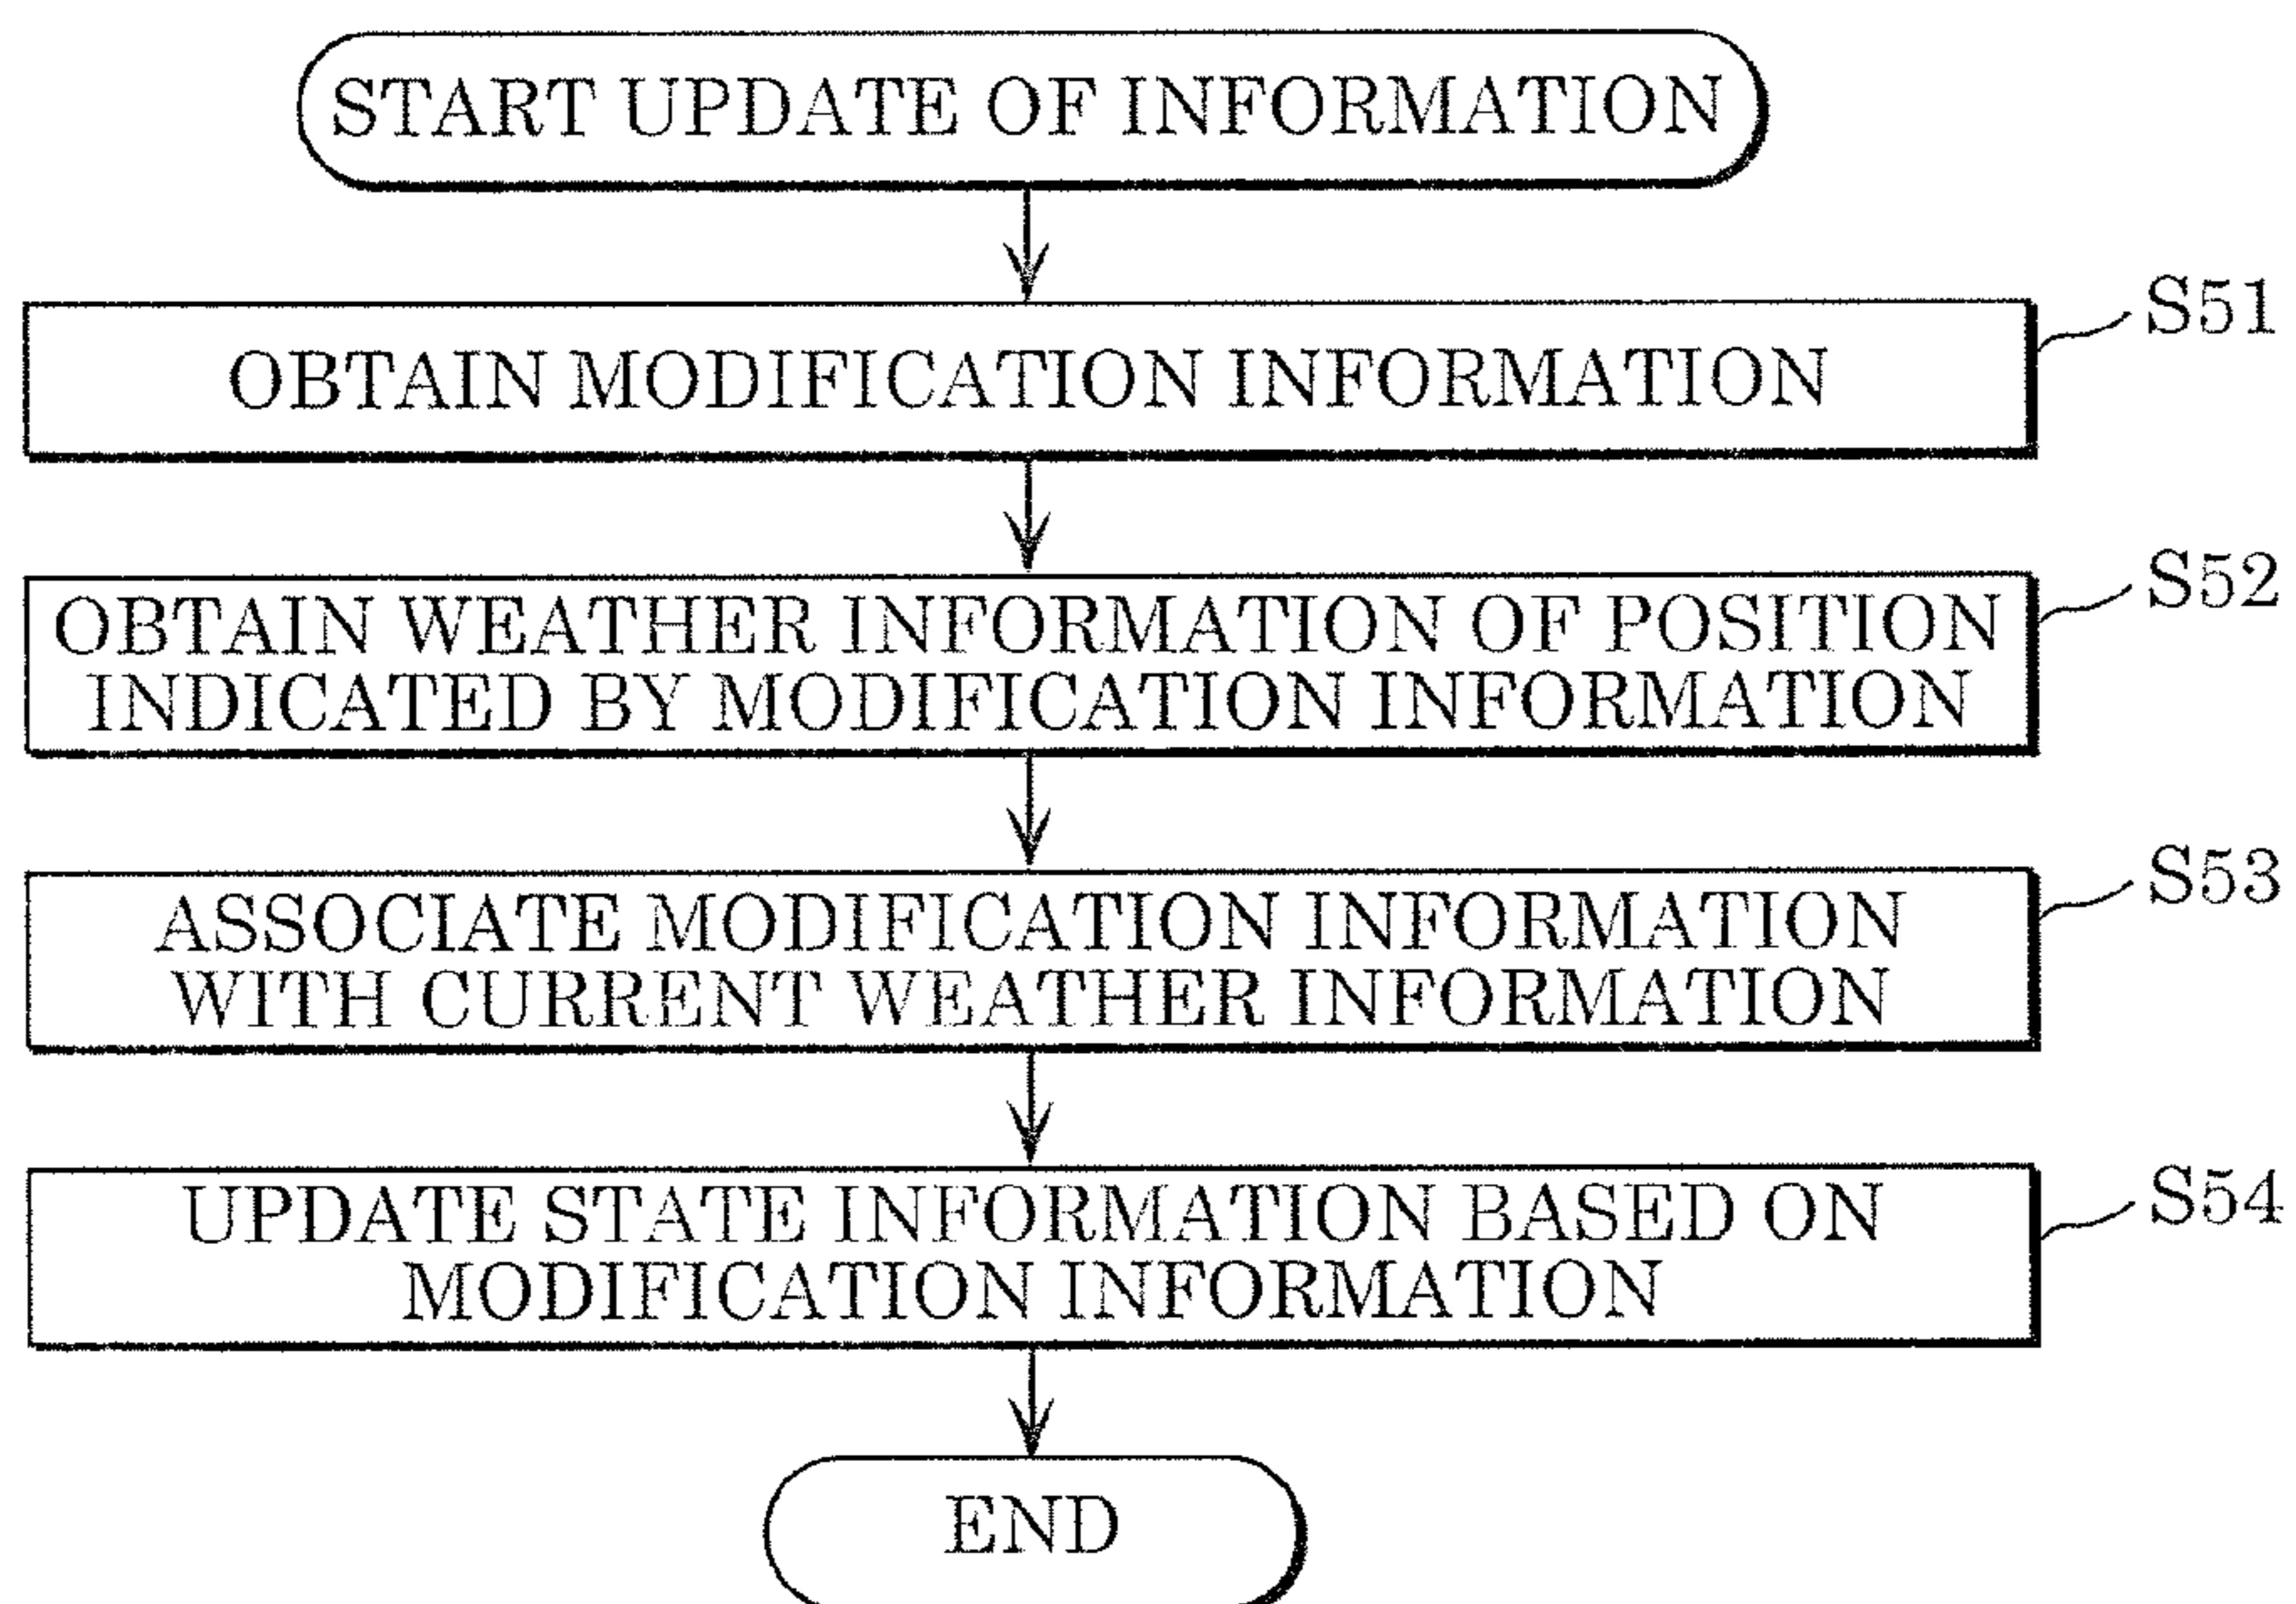 START UPDATE OF INFORMATION
S51
OBTAIN MODIFICATION INFORMATION
S52
OBTAIN WEATHER INFORMATION OF POSITION
INDICATED BY MODIFICATION INFORMATION
S53
ASSOCIATE MODIFICATION INFORMATION
WITH CURRENT WEATHER INFORMATION
S54
UPDATE STATE INFORMATION BASED ON
MODIFICATION INFORMATION
END